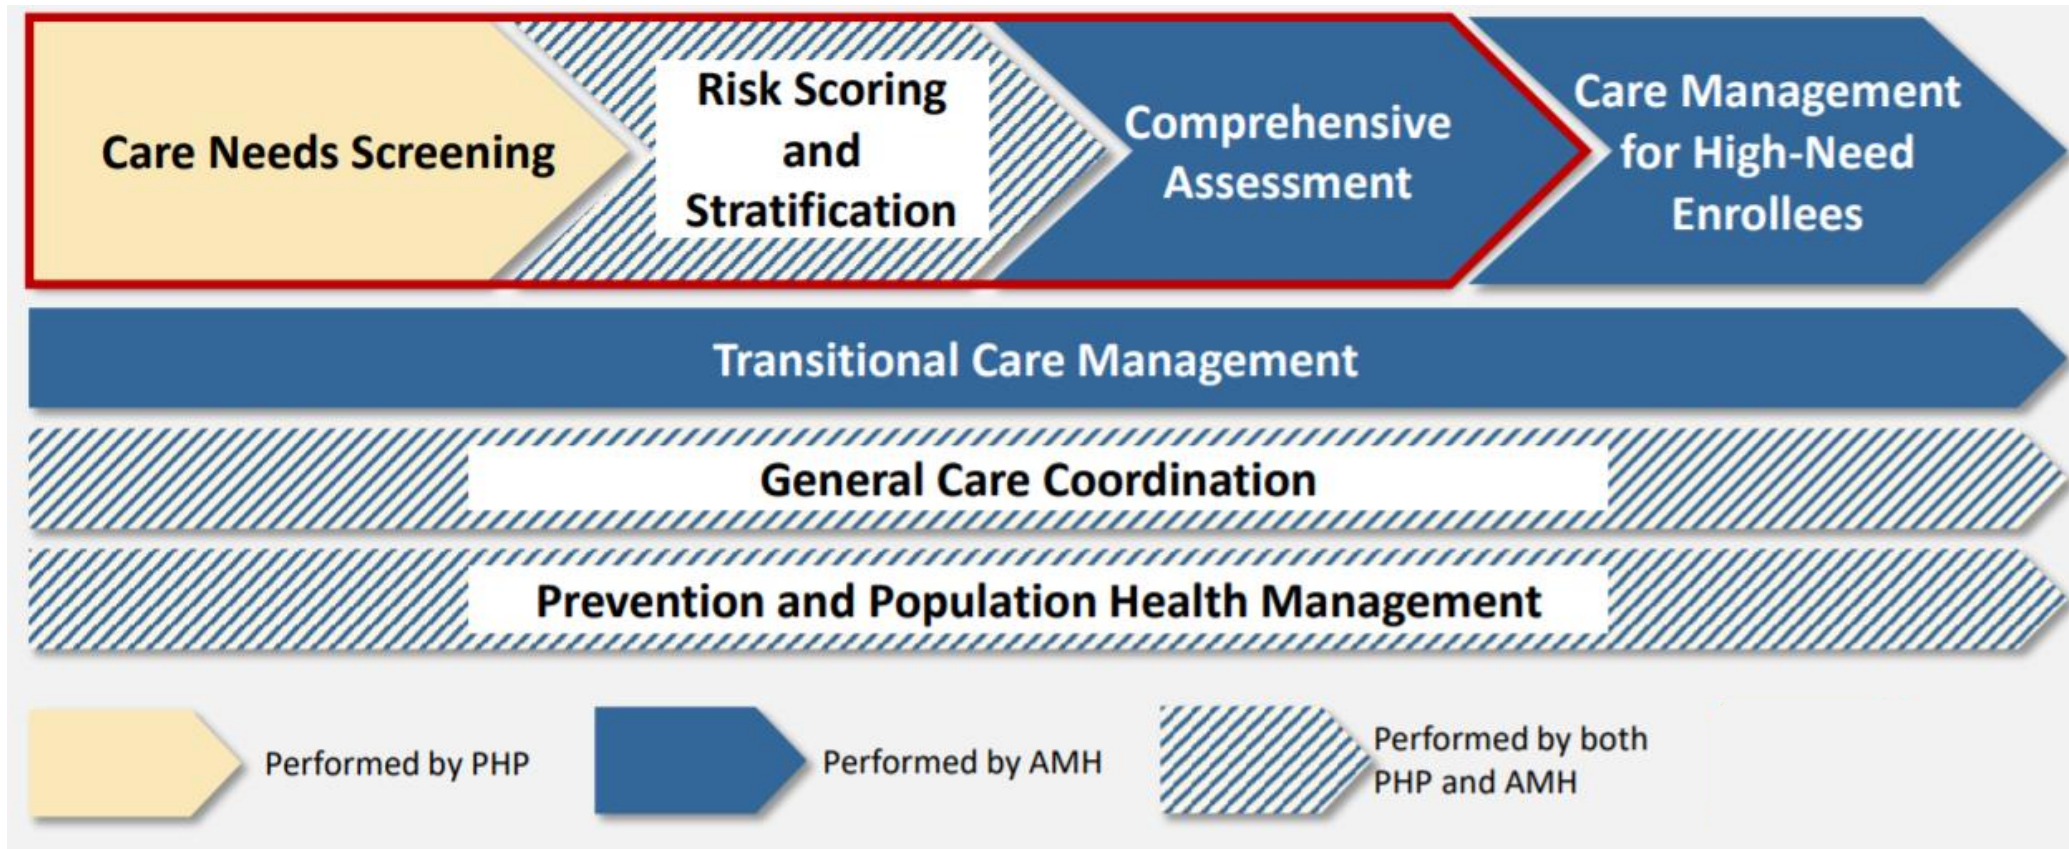 Care Needs Screening
Risk Scoring
and
Stratification
Comprehensive
Assessment
Care Management
for High-Need
Enrollees
Transitional Care Management
General Care Coordination
Prevention and Population Health Management
Performed by PHP
Performed by AMH
Performed by both
PHP and AMH